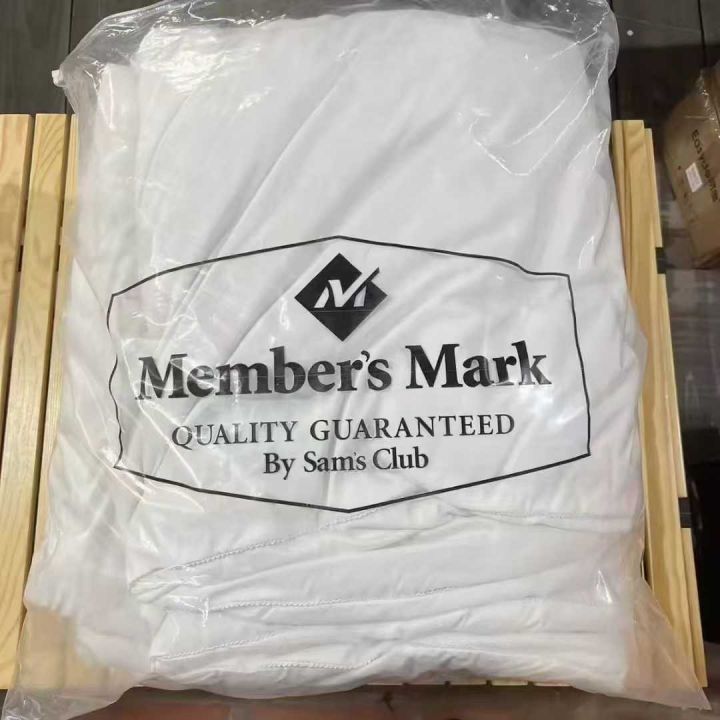 M
Member's Mark
QUALITY GUARANTEED
By Sam's Club